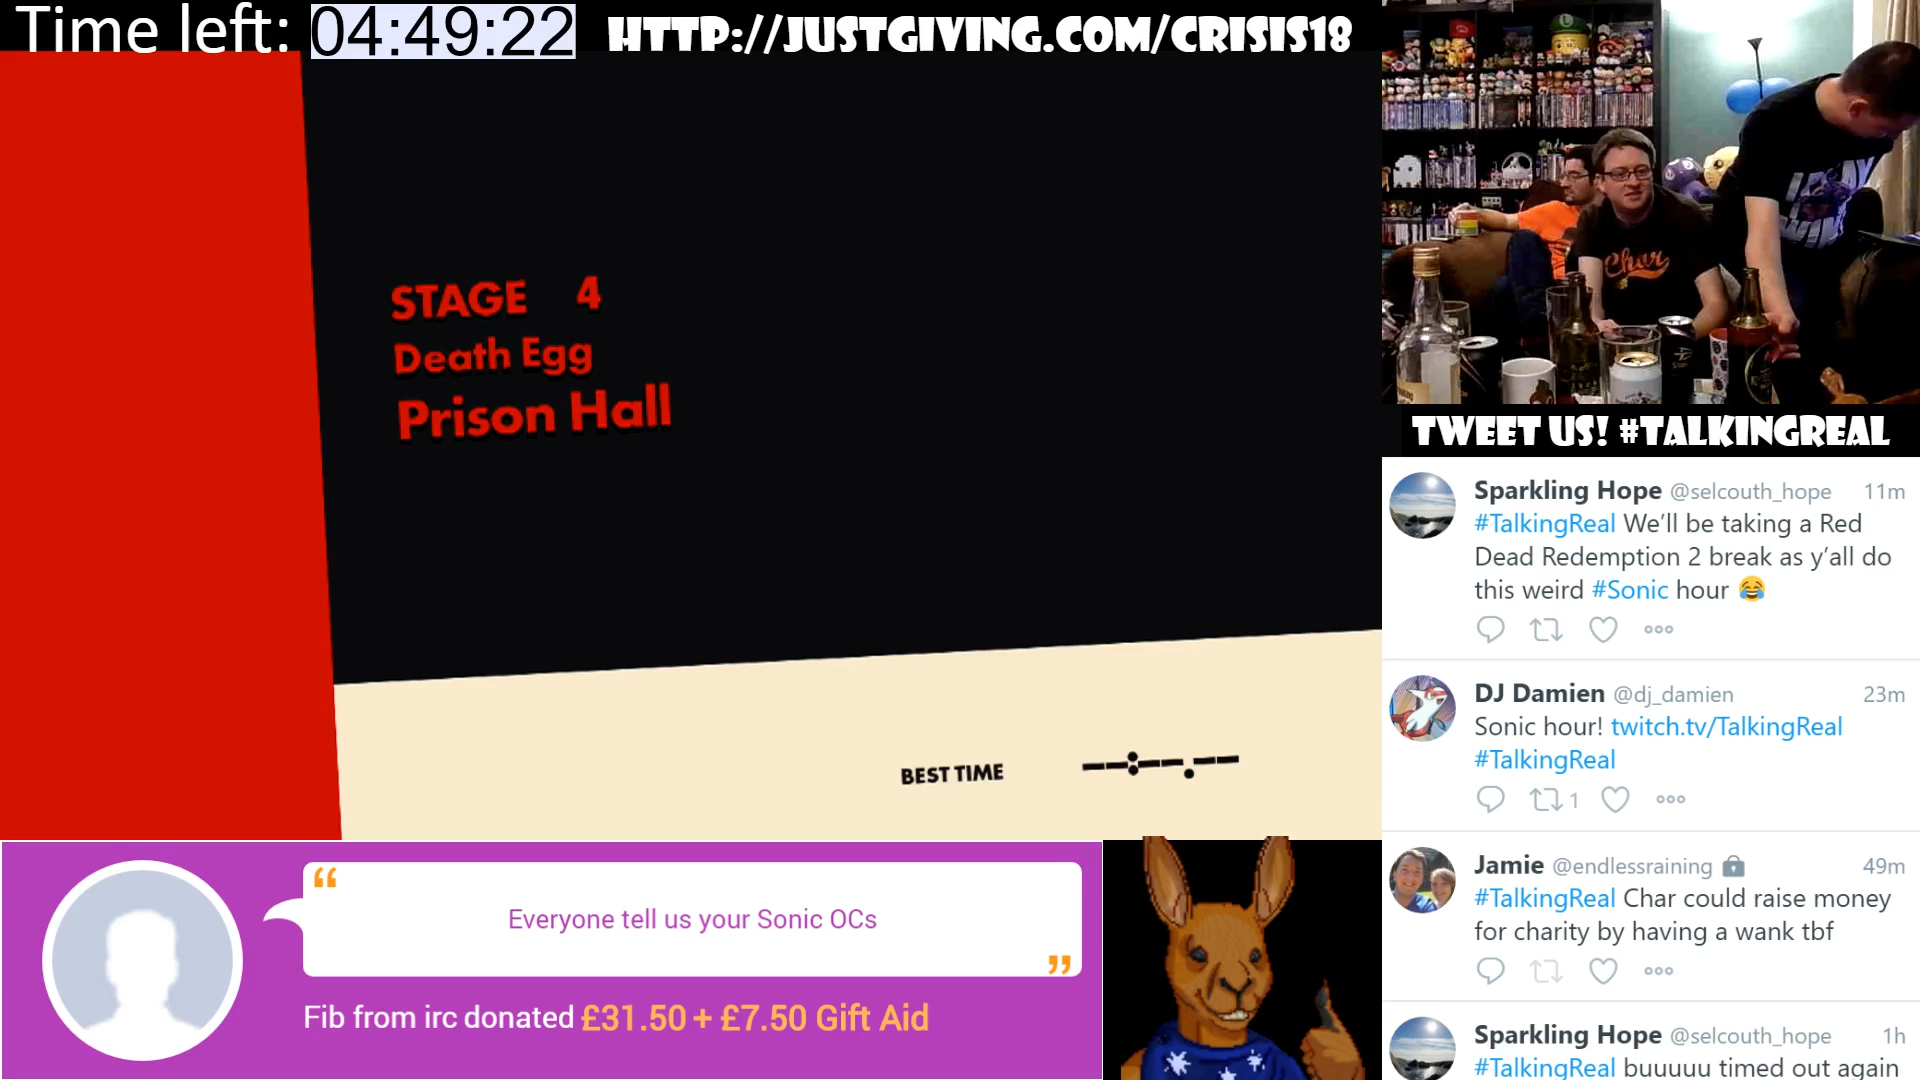 Time left: 04:49:22
HTTP://JUSTGIVING.COM/CRISIS18
STAGE 4
Death Egg
Prison Hall
BEST TIME --:--.--
“
Everyone tell us your Sonic OCs
”
Fib from irc donated £31.50 + £7.50 Gift Aid
Char
TWEET US! #TALKINGREAL
Sparkling Hope @selcouth_hope 11m
#TalkingReal We’ll be taking a Red
Dead Redemption 2 break as y’all do
this weird #Sonic hour 😂
DJ Damien @dj_damien 23m
Sonic hour! twitch.tv/TalkingReal
#TalkingReal
1
Jamie @endlessraining 49m
#TalkingReal Char could raise money
for charity by having a wank tbf
Sparkling Hope @selcouth_hope 1h
#TalkingReal buuuuu timed out again